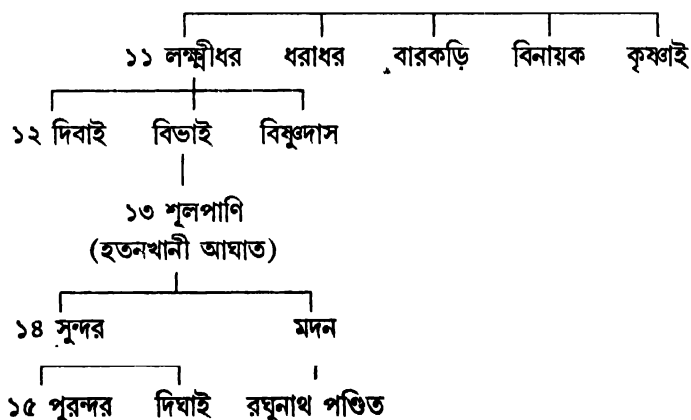 ১১ লক্ষ্মীধর ধরাধর বারকড়ি বিনায়ক কৃষ্ণাই
১২ দিবাই বিভাই বিষ্ণুদাস
১৩ শূলপাণি
(হতনখানী আঘাত)
১৪ সুন্দর মদন
১৫ পুরন্দর দিঘাই রঘুনাথ পণ্ডিত